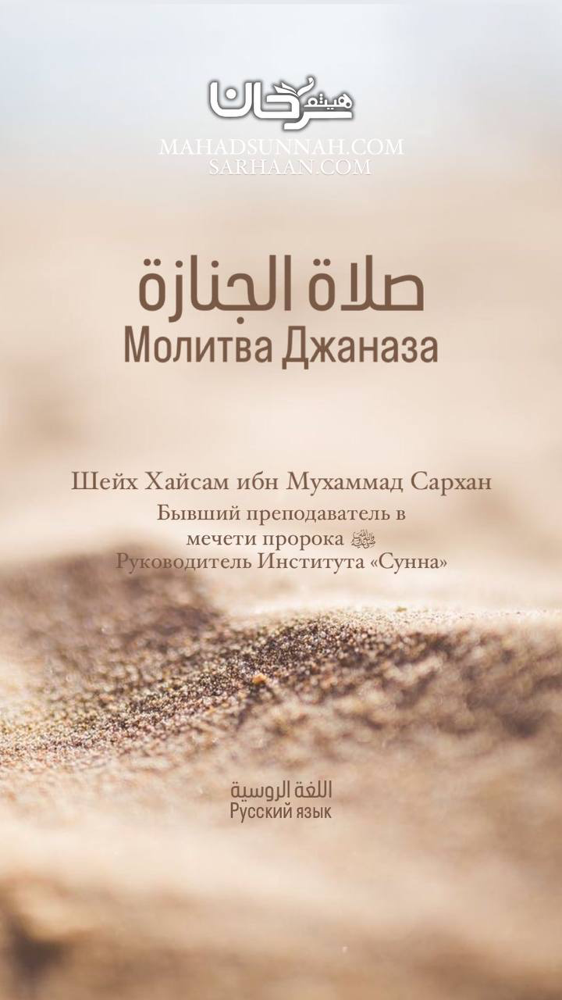 هيثم
سرحان
MAHADSUNNAH.COM
SARHAAN.COM
صلاة الجنازة
Молитва Джаназа
Шейх Хайсам ибн Мухаммад Сархан
Бывший преподаватель в
мечети пророка ﷺ
Руководитель Института «Сунна»
اللغة الروسية
Русский язык